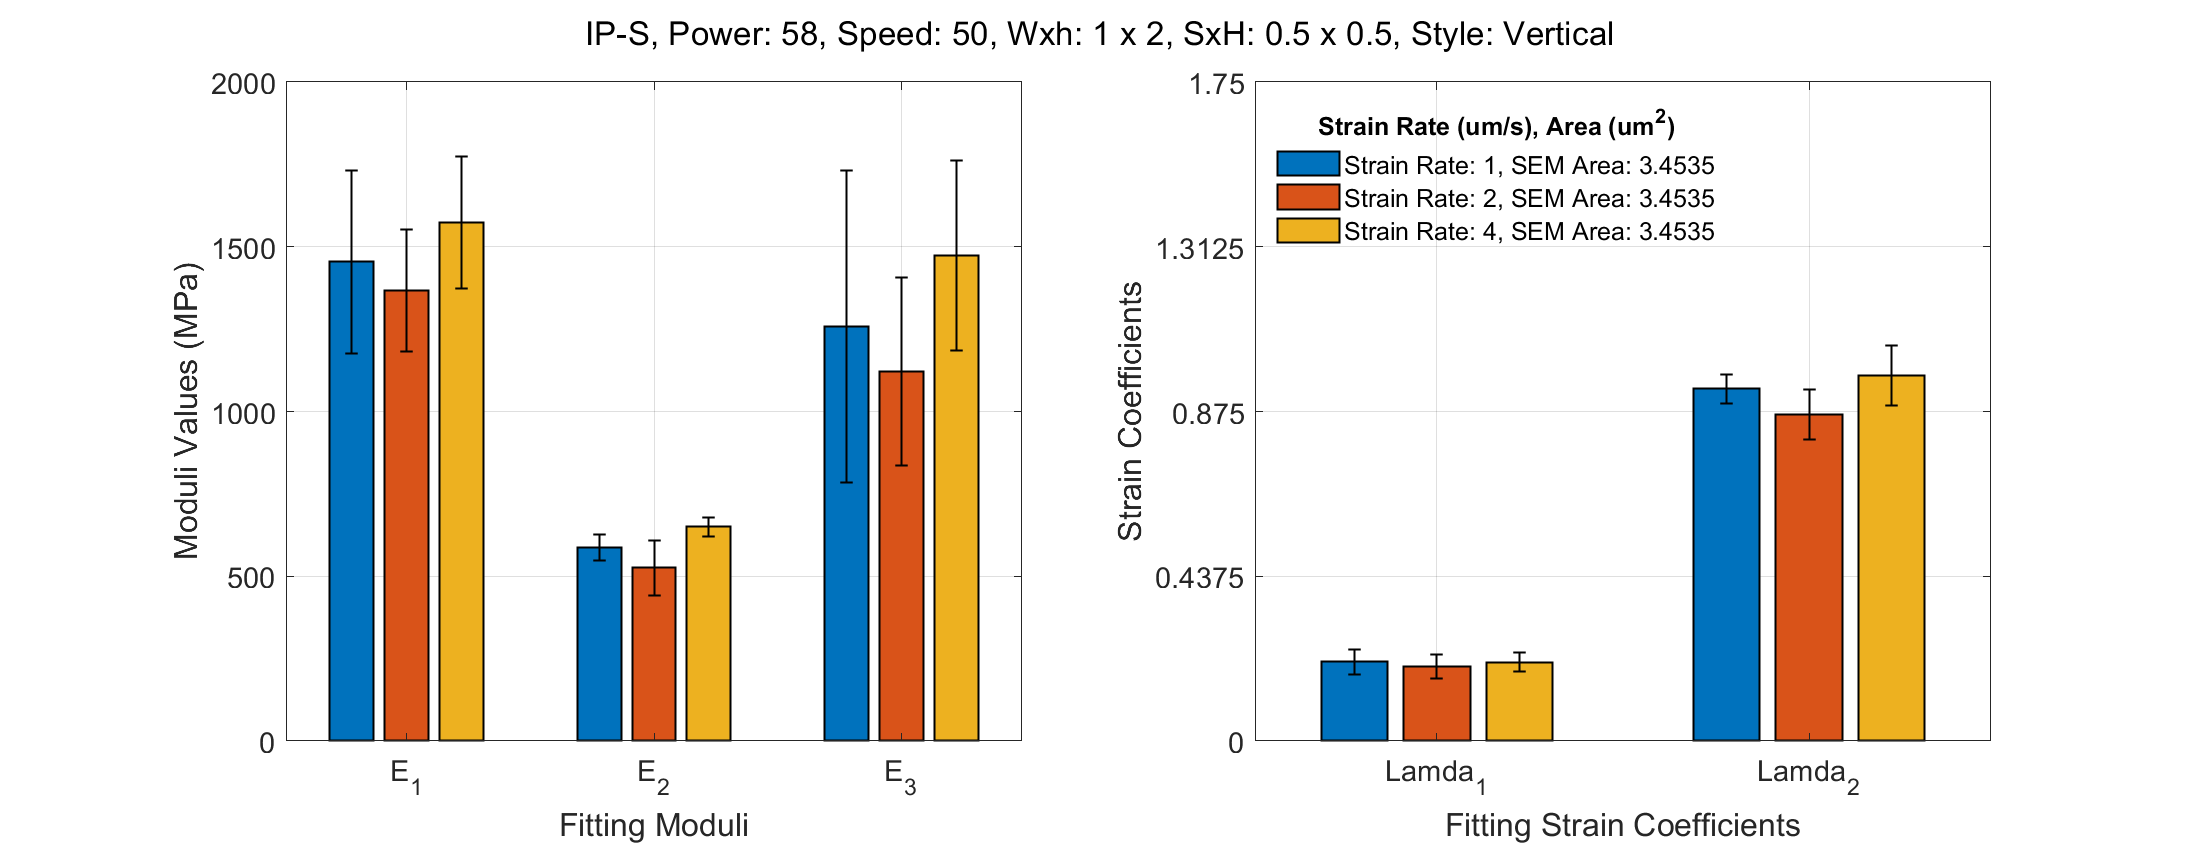 IP-S, Power: 58, Speed: 50, Wxh: 1 x 2, SxH: 0.5 x 0.5, Style: Vertical
Moduli Values (MPa)
2000
1500
1000
500
0
E1
E2
E3
Fitting Moduli
Strain Coefficients
1.75
1.3125
0.875
0.4375
0
Strain Rate (um/s), Area (um2)
Strain Rate: 1, SEM Area: 3.4535
Strain Rate: 2, SEM Area: 3.4535
Strain Rate: 4, SEM Area: 3.4535
Lamda1
Lamda2
Fitting Strain Coefficients